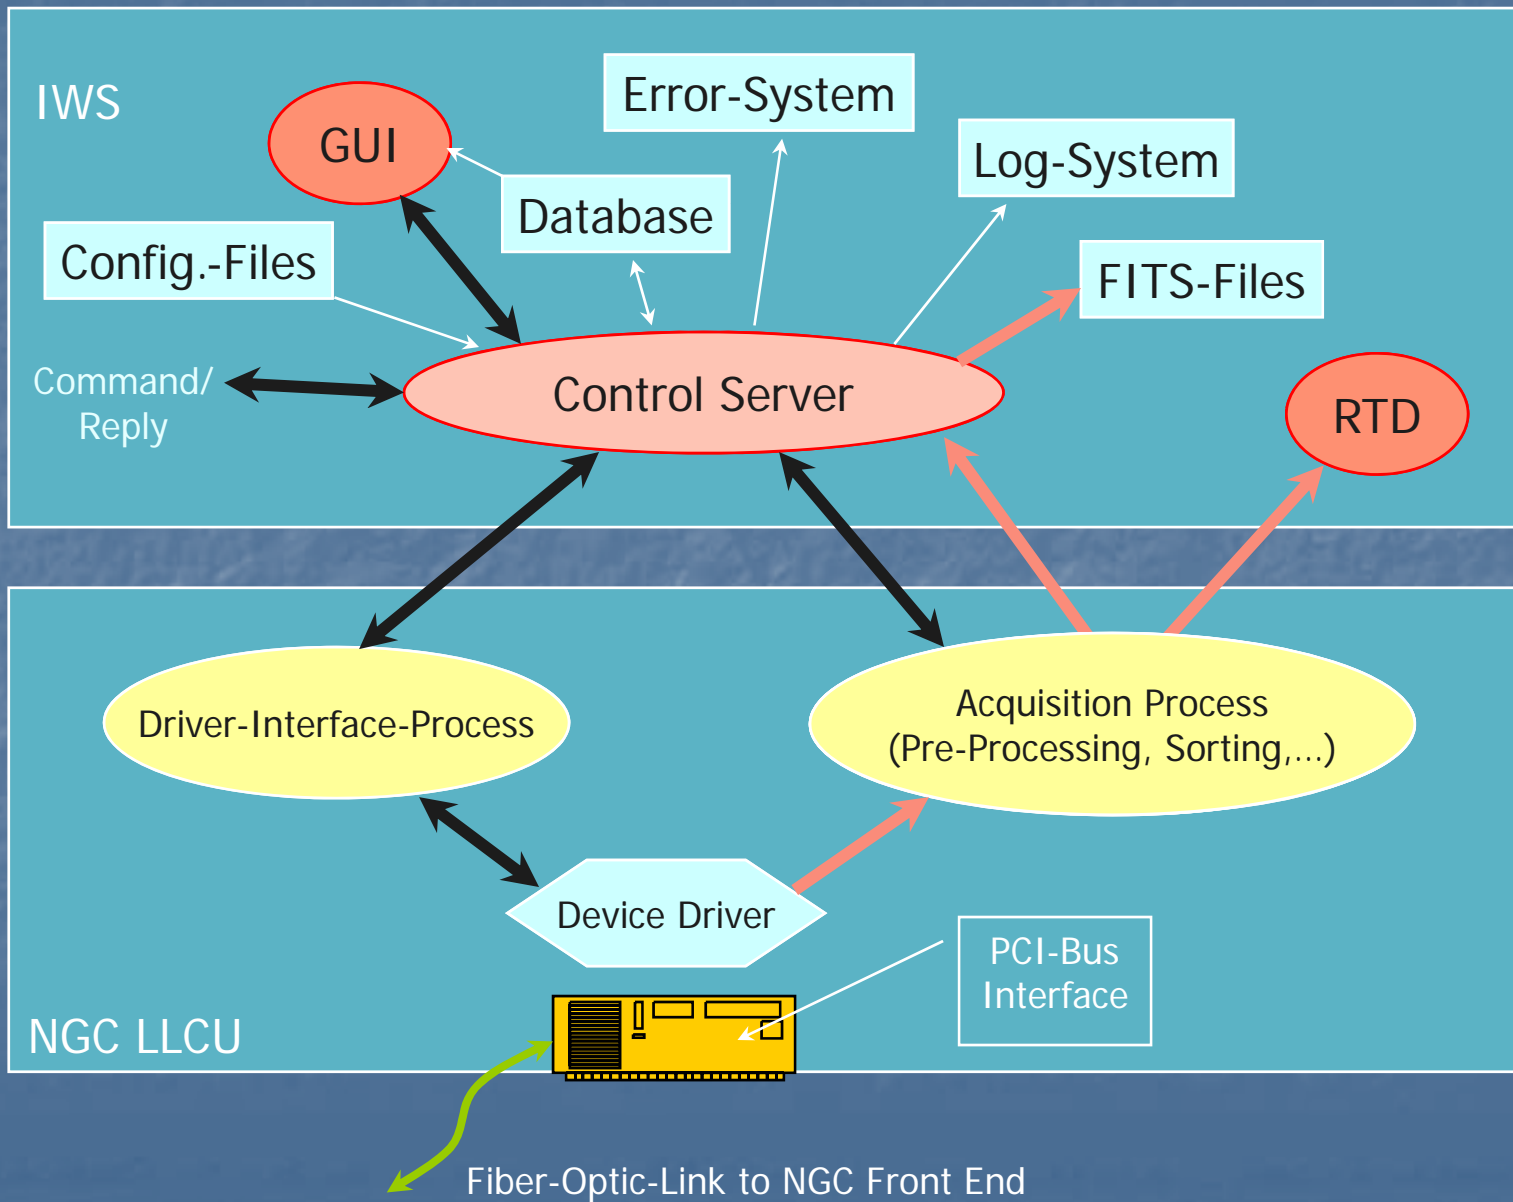 IWS
Error-System
GUI
Log-System
Database
Config.-Files
FITS-Files
Command/
Reply
Control Server
RTD
Driver-Interface-Process
Acquisition Process
(Pre-Processing, Sorting,...)
Device Driver
PCI-Bus
Interface
NGC LLCU
Fiber-Optic-Link to NGC Front End